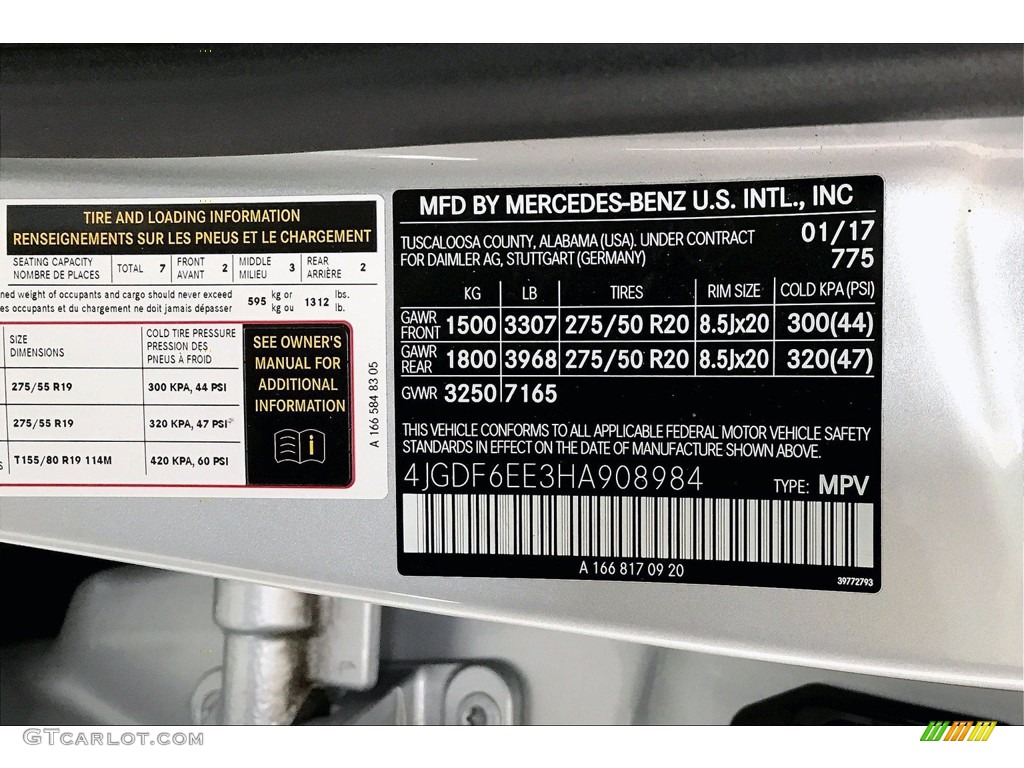 TIRE AND LOADING INFORMATION
RENSEIGNEMENTS SUR LES PNEUS ET LE CHARGEMENT
SEATING CAPACITY
NOMBRE DE PLACES
TOTAL 7
FRONT
AVANT 2
MIDDLE
MILIEU 3
REAR
ARRIÈRE 2
weight of occupants and cargo should never exceed
occupants et du chargement ne doit jamais dépasser
595 kg or
kg ou
1312 lbs.
lb.
SIZE
DIMENSIONS
COLD TIRE PRESSURE
PRESSION DES
PNEUS À FROID
275/55 R19 300 KPA, 44 PSI
275/55 R19 320 KPA, 47 PSI
T155/80 R19 114M 420 KPA, 60 PSI
SEE OWNER'S
MANUAL FOR
ADDITIONAL
INFORMATION
i
A 166 584 83 05
MFD BY MERCEDES-BENZ U.S. INTL., INC
TUSCALOOSA COUNTY, ALABAMA (USA). UNDER CONTRACT
FOR DAIMLER AG, STUTTGART (GERMANY)
01/17
775
KG LB TIRES RIM SIZE COLD KPA (PSI)
GAWR
FRONT 1500 3307 275/50 R20 8.5Jx20 300(44)
GAWR
REAR 1800 3968 275/50 R20 8.5Jx20 320(47)
GVWR 3250 7165
THIS VEHICLE CONFORMS TO ALL APPLICABLE FEDERAL MOTOR VEHICLE SAFETY
STANDARDS IN EFFECT ON THE DATE OF MANUFACTURE SHOWN ABOVE.
4JGDF6EE3HA908984
TYPE: MPV
A 166 817 09 20
39772793
GTCARLOT.COM